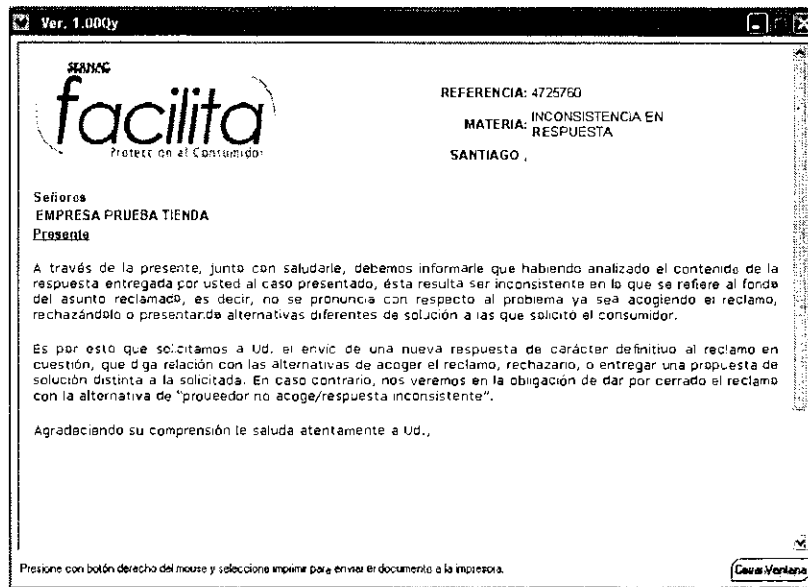 Ver. 1.00Qy
SERNAC
facilita
Protección al Consumidor
REFERENCIA: 4725760
MATERIA: INCONSISTENCIA EN
RESPUESTA
SANTIAGO ,
Señores
EMPRESA PRUEBA TIENDA
Presente
A través de la presente, junto con saludarle, debemos informarle que habiendo analizado el contenido de la
respuesta entregada por usted al caso presentado, ésta resulta ser inconsistente en lo que se refiere al fondo
del asunto reclamado, es decir, no se pronuncia con respecto al problema ya sea acogiendo el reclamo,
rechazándolo o presentando alternativas diferentes de solución a las que solicitó el consumidor.
Es por esto que solicitamos a Ud. el envío de una nueva respuesta de carácter definitivo al reclamo en
cuestión, que diga relación con las alternativas de acoger el reclamo, rechazarlo, o entregar una propuesta de
solución distinta a la solicitada. En caso contrario, nos veremos en la obligación de dar por cerrado el reclamo
con la alternativa de "proveedor no acoge/respuesta inconsistente".
Agradeciendo su comprensión le saluda atentamente a Ud.,
Presione con botón derecho del mouse y seleccione imprimir para enviar el documento a la impresora.
Cerrar Ventana